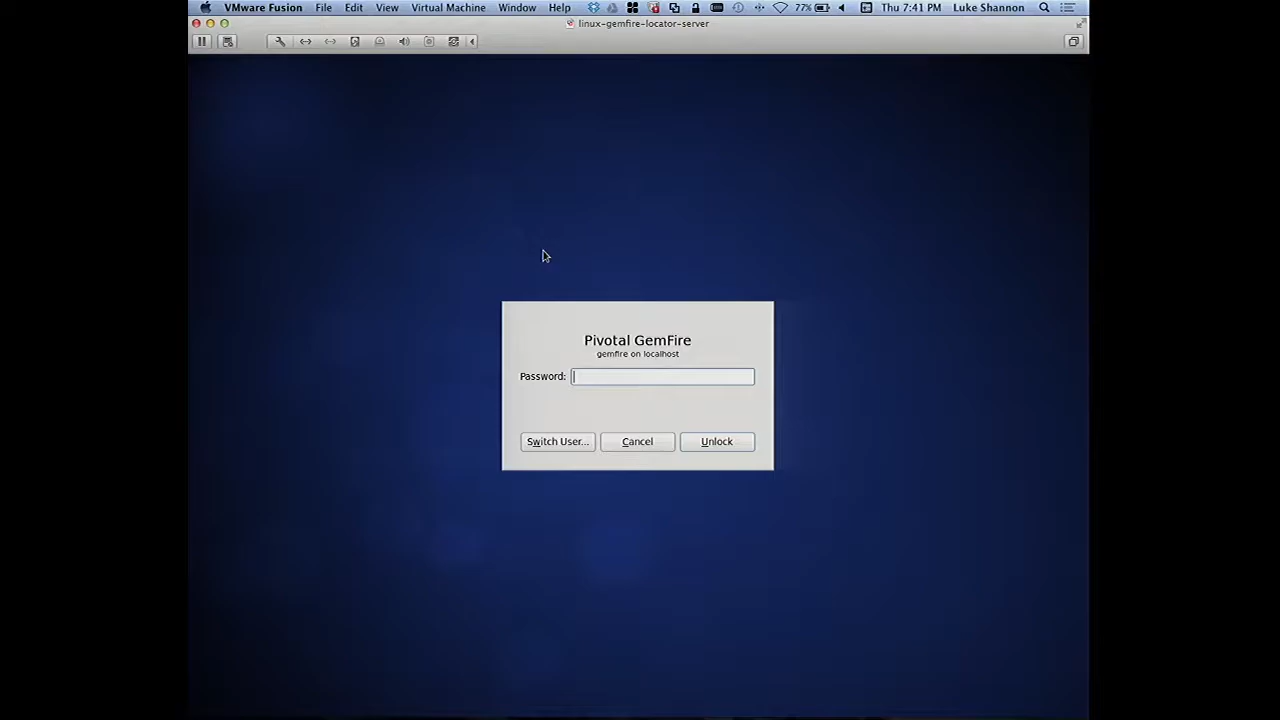 VMware Fusion File Edit View Virtual Machine Window Help 77% Thu 7:41 PM Luke Shannon
linux-gemfire-locator-server
Pivotal GemFire
gemfire on localhost
Password:
Switch User... Cancel Unlock